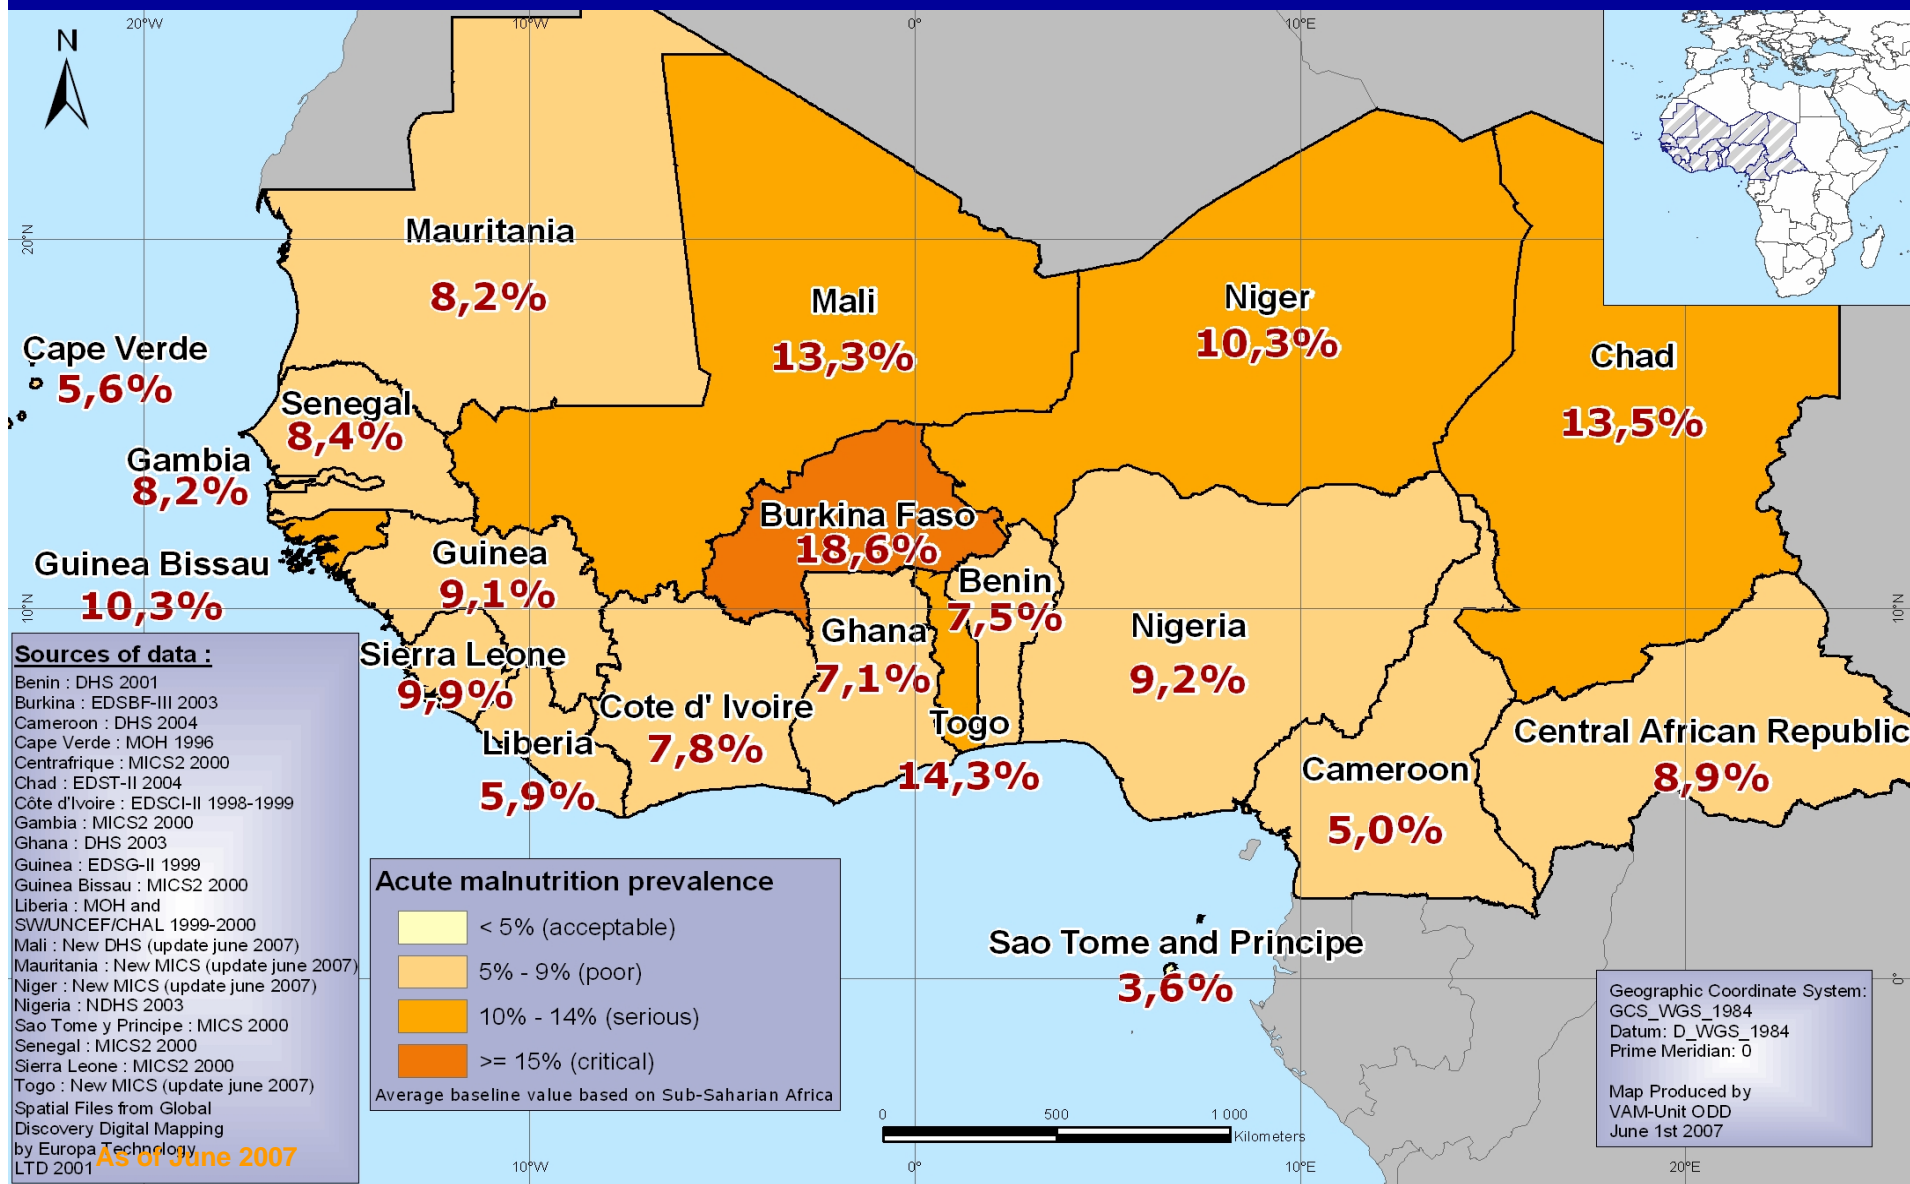 20°W
10°W
0°
10°E
N
20°N
Mauritania
8,2%
Mali
13,3%
Niger
10,3%
Chad
13,5%
Cape Verde
5,6%
Senegal
8,4%
Gambia
8,2%
Guinea Bissau
10,3%
Guinea
9,1%
Burkina Faso
18,6%
Benin
7,5%
Ghana
7,1%
Nigeria
9,2%
Sierra Leone
9,9%
Cote d' Ivoire
7,8%
Liberia
5,9%
Togo
14,3%
Cameroon
5,0%
Central African Republic
8,9%
Sao Tome and Principe
3,6%
10°N
10°N
0°
Sources of data :
Benin : DHS 2001
Burkina : EDSBF-III 2003
Cameroon : DHS 2004
Cape Verde : MOH 1996
Centrafrique : MICS2 2000
Chad : EDST-II 2004
Côte d'Ivoire : EDSCI-II 1998-1999
Gambia : MICS2 2000
Ghana : DHS 2003
Guinea : EDSG-II 1999
Guinea Bissau : MICS2 2000
Liberia : MOH and
SW/UNCEF/CHAL 1999-2000
Mali : New DHS (update june 2007)
Mauritania : New MICS (update june 2007)
Niger : New MICS (update june 2007)
Nigeria : NDHS 2003
Sao Tome y Principe : MICS 2000
Senegal : MICS2 2000
Sierra Leone : MICS2 2000
Togo : New MICS (update june 2007)
Spatial Files from Global
Discovery Digital Mapping
by Europa Technology
LTD 2001
As of June 2007
Acute malnutrition prevalence
< 5% (acceptable)
5% - 9% (poor)
10% - 14% (serious)
>= 15% (critical)
Average baseline value based on Sub-Saharian Africa
0 500 1 000
Kilometers
Geographic Coordinate System:
GCS_WGS_1984
Datum: D_WGS_1984
Prime Meridian: 0
Map Produced by
VAM-Unit ODD
June 1st 2007
10°W
0°
10°E
20°E